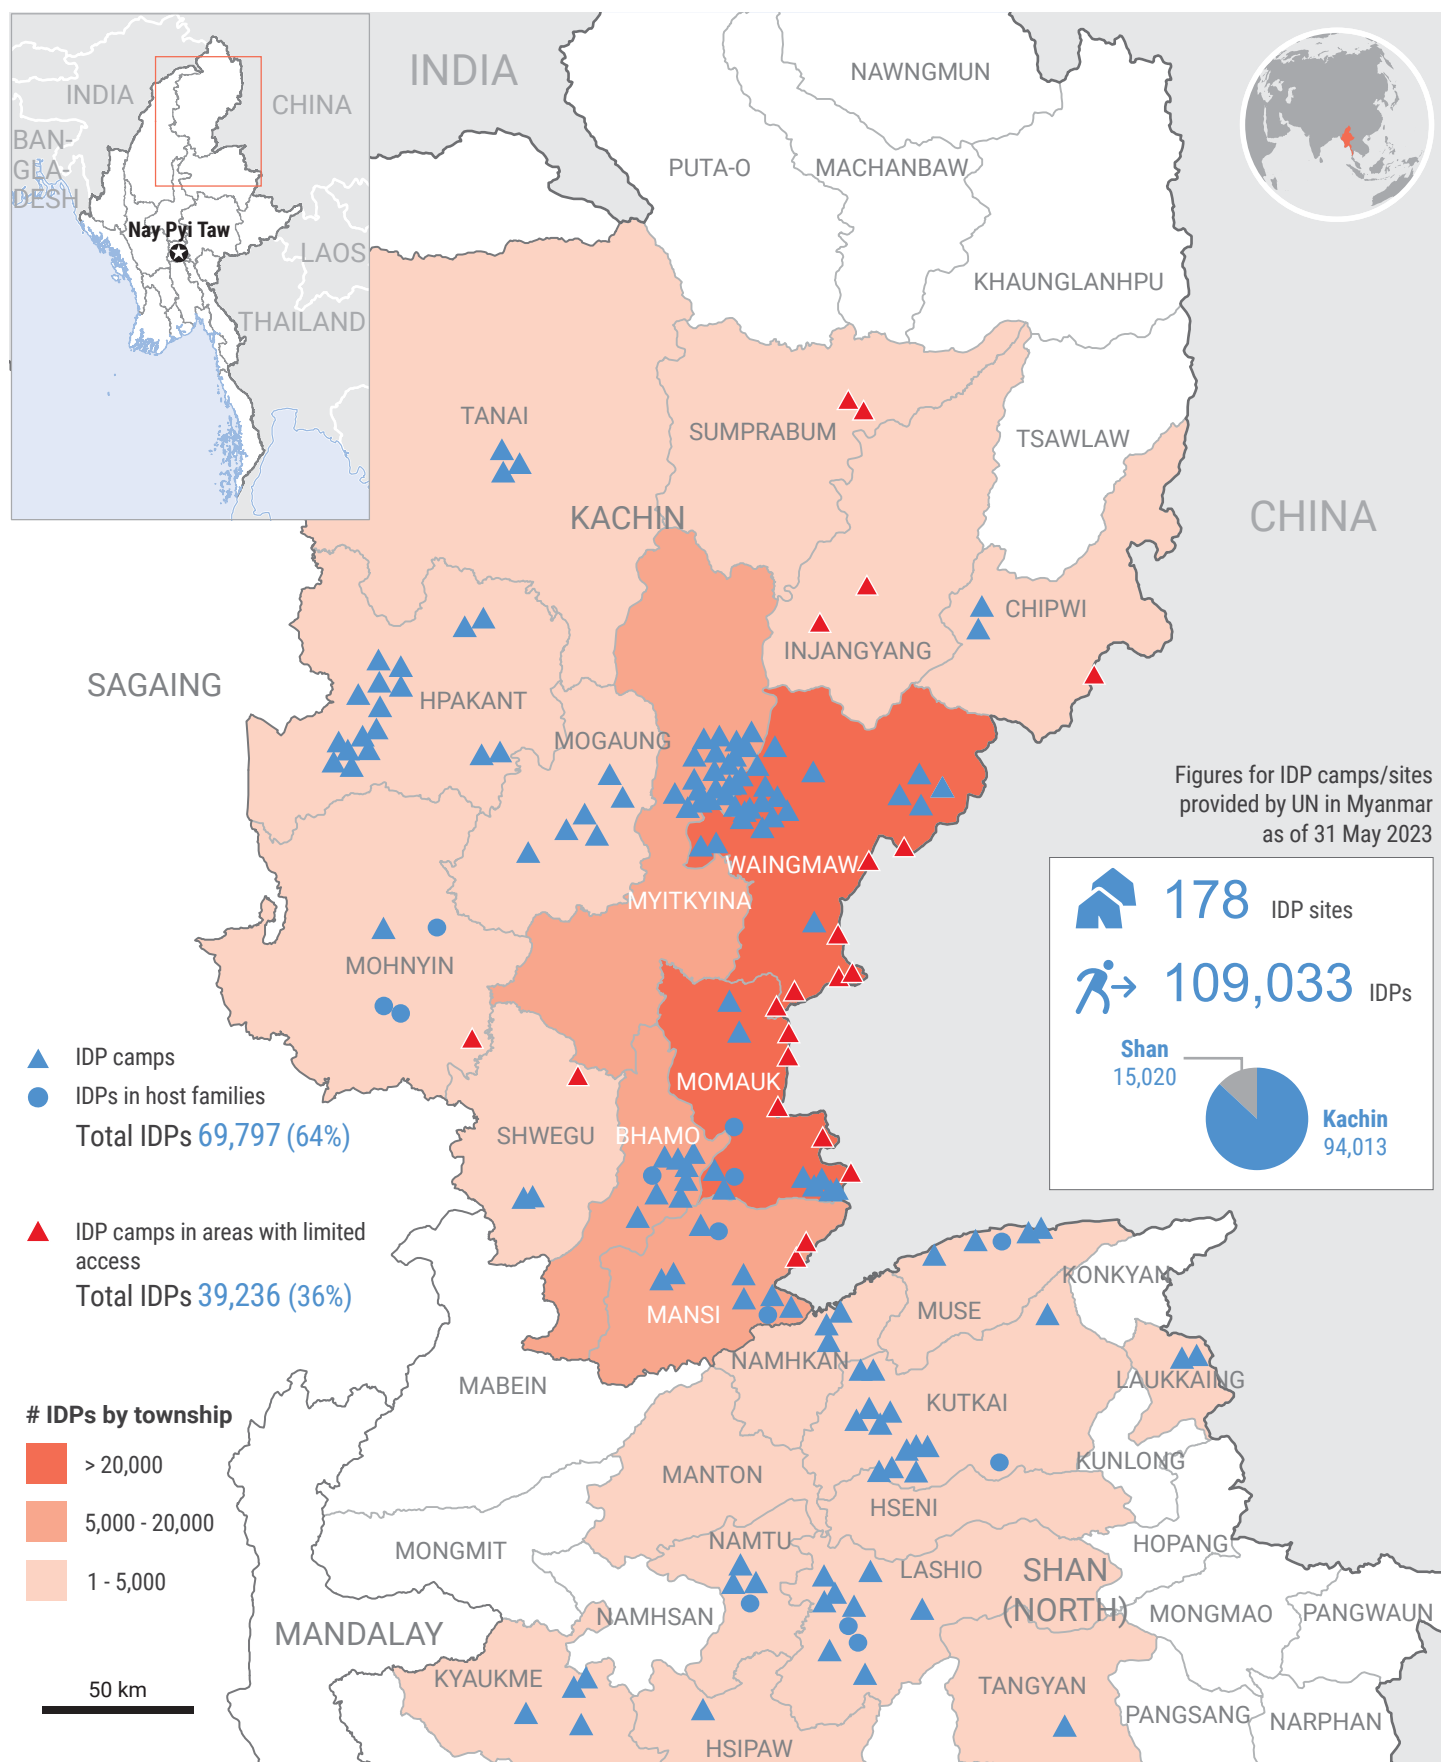 INDIA
CHINA
BAN-
GLA-
DESH
Nay Pyi Taw
LAOS
THAILAND
INDIA
NAWNGMUN
PUTA-O
MACHANBAW
KHAUNGLANHPU
TANAI
SUMPRABUM
TSAWLAW
KACHIN
CHINA
CHIPWI
INJANGYANG
SAGAING
HPAKANT
MOGAUNG
Figures for IDP camps/sites
provided by UN in Myanmar
as of 31 May 2023
WAINGMAW
MYITKYINA
178 IDP sites
MOHNYIN
109,033 IDPs
Shan
15,020
Kachin
94,013
IDP camps
IDPs in host families
Total IDPs 69,797 (64%)
MOMAUK
SHWEGU
BHAMO
IDP camps in areas with limited
access
Total IDPs 39,236 (36%)
KONKYAN
MUSE
MANSI
NAMHKAN
LAUKKAING
MABEIN
KUTKAI
# IDPs by township
> 20,000
5,000 - 20,000
1 - 5,000
KUNLONG
MANTON
HSENI
NAMTU
HOPANG
MONGMIT
LASHIO
SHAN
(NORTH)
NAMHSAN
MONGMAO
PANGWAUN
MANDALAY
KYAUKME
TANGYAN
50 km
PANGSANG
NARPHAN
HSIPAW